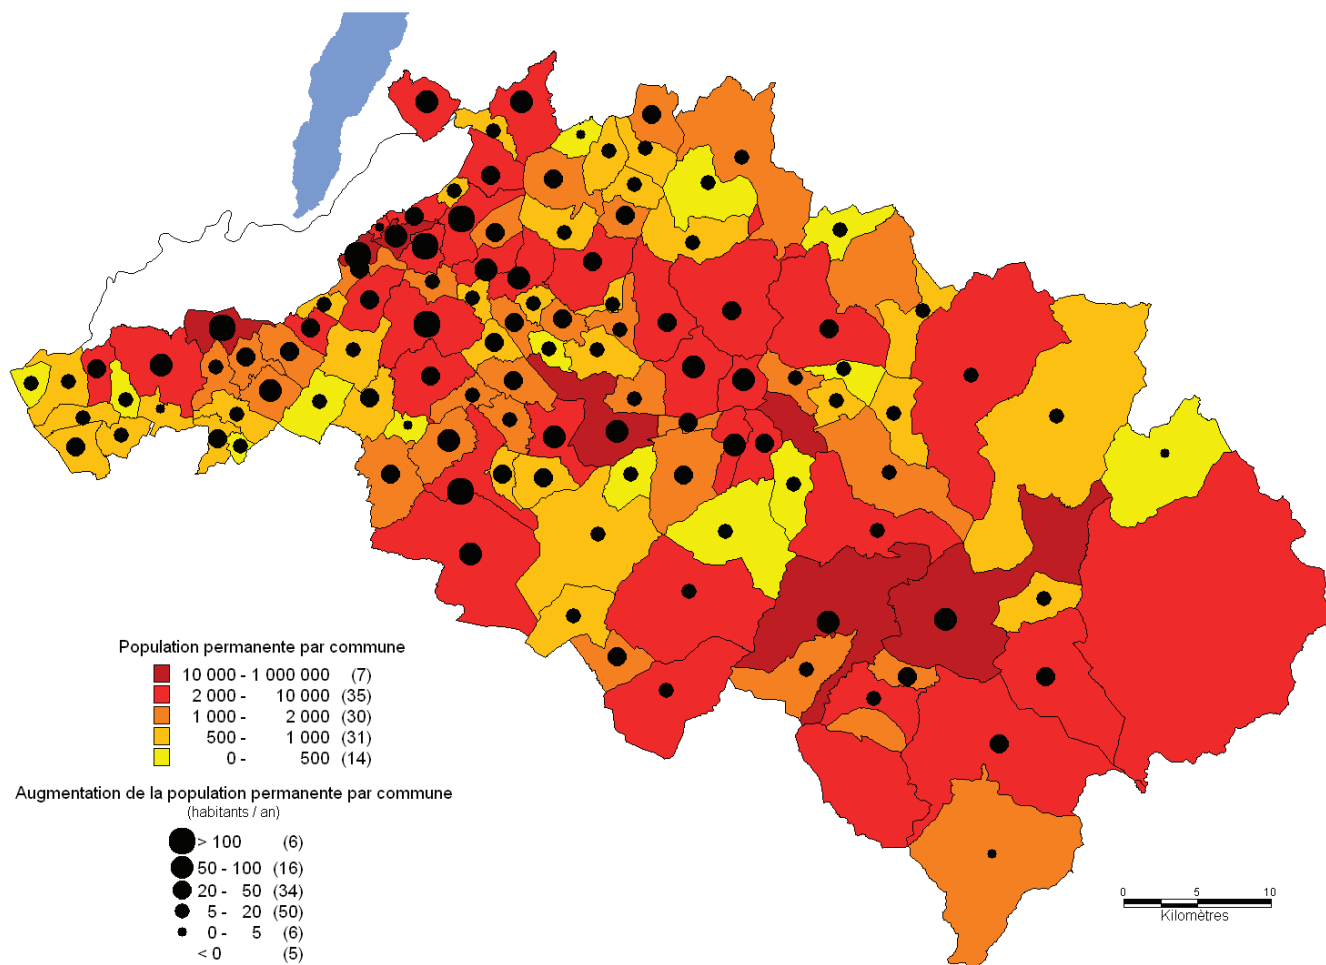 Population permanente par commune
10 000 - 1 000 000 (7)
2 000 - 10 000 (35)
1 000 - 2 000 (30)
500 - 1 000 (31)
0 - 500 (14)
Augmentation de la population permanente par commune
(habitants / an)
> 100 (6)
50 - 100 (16)
20 - 50 (34)
5 - 20 (50)
0 - 5 (6)
< 0 (5)
0 5 10
Kilomètres